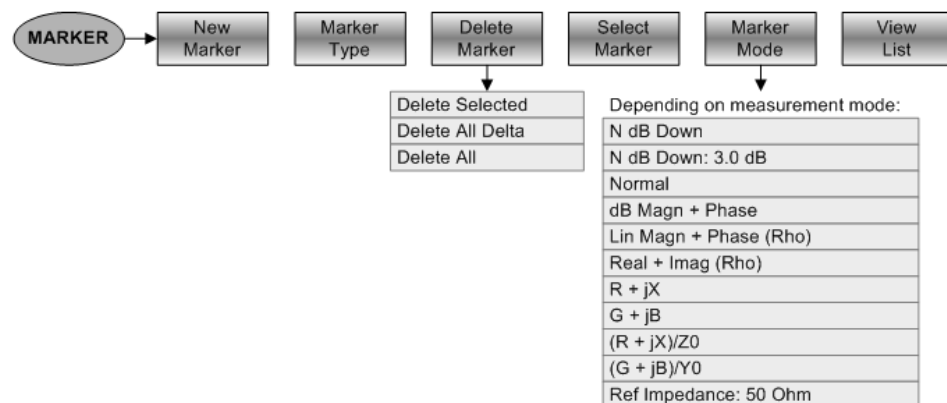 MARKER
New
Marker
Marker
Type
Delete
Marker
Select
Marker
Marker
Mode
View
List
Delete Selected
Delete All Delta
Delete All
Depending on measurement mode:
N dB Down
N dB Down: 3.0 dB
Normal
dB Magn + Phase
Lin Magn + Phase (Rho)
Real + Imag (Rho)
R + jX
G + jB
(R + jX)/Z0
(G + jB)/Y0
Ref Impedance: 50 Ohm